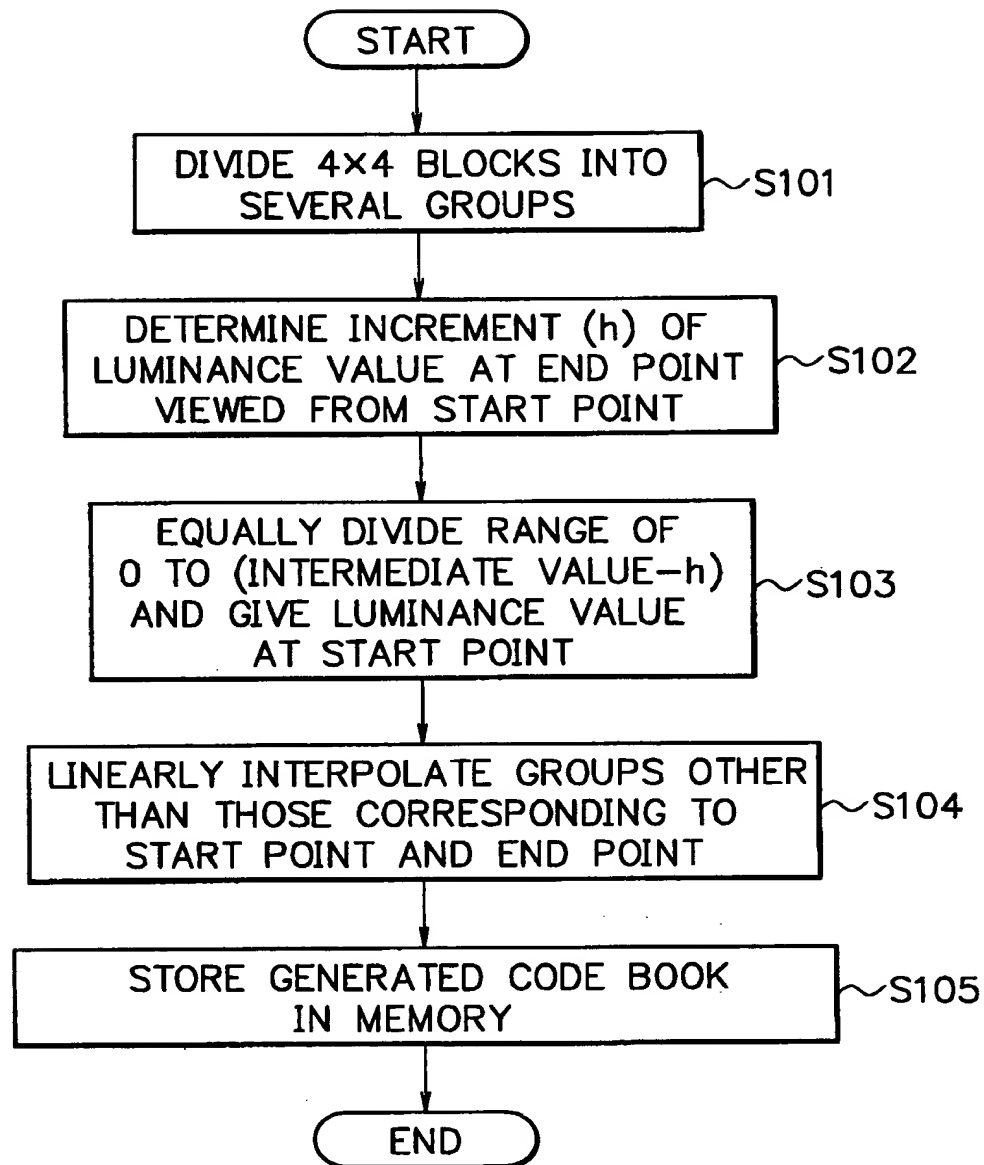 START
DIVIDE 4×4 BLOCKS INTO
SEVERAL GROUPS
S101
DETERMINE INCREMENT (h) OF
LUMINANCE VALUE AT END POINT
VIEWED FROM START POINT
S102
EQUALLY DIVIDE RANGE OF
0 TO (INTERMEDIATE VALUE-h)
AND GIVE LUMINANCE VALUE
AT START POINT
S103
LINEARLY INTERPOLATE GROUPS OTHER
THAN THOSE CORRESPONDING TO
START POINT AND END POINT
S104
STORE GENERATED CODE BOOK
IN MEMORY
S105
END